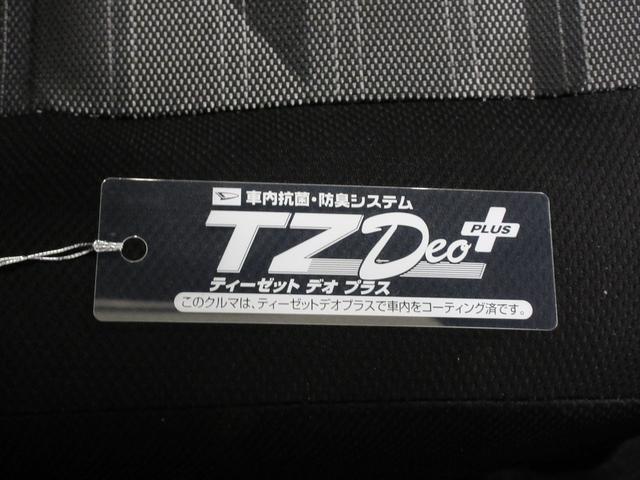 車内抗菌・防臭システム
TZDeo PLUS
ティーゼット デオ プラス
このクルマは、ティーゼットデオプラスで車内をコーティング済です。